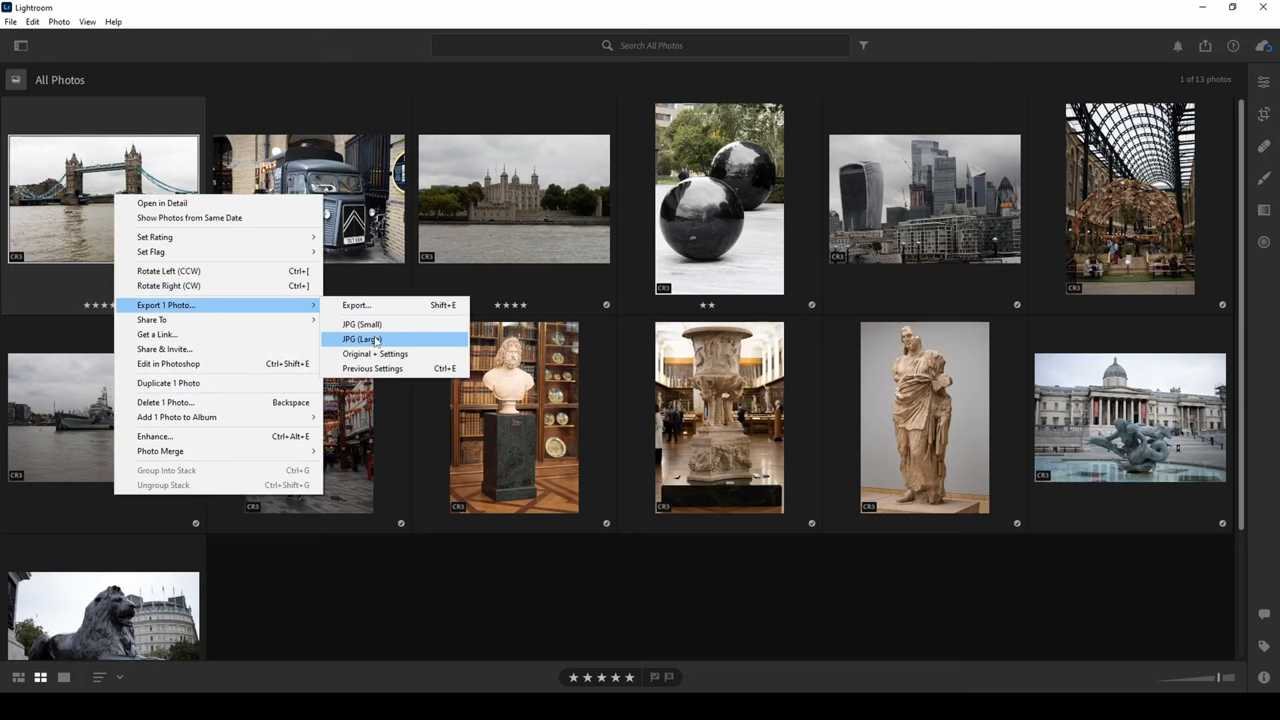 Lr Lightroom
File Edit Photo View Help
Search All Photos
All Photos
1 of 13 photos
CR3
CR3
CR3
CR3
CR3
Open in Detail
Show Photos from Same Date
Set Rating
Set Flag
Rotate Left (CCW) Ctrl+[
Rotate Right (CW) Ctrl+]
Export 1 Photo...
Share To
Get a Link...
Share & Invite...
Edit in Photoshop Ctrl+Shift+E
Duplicate 1 Photo
Delete 1 Photo... Backspace
Add 1 Photo to Album
Enhance... Ctrl+Alt+E
Photo Merge
Group Into Stack Ctrl+G
Ungroup Stack Ctrl+Shift+G
Export... Shift+E
JPG (Small)
JPG (Large)
Original + Settings
Previous Settings Ctrl+E
CR3
CR3
CR3
CR3
CR3
CR3